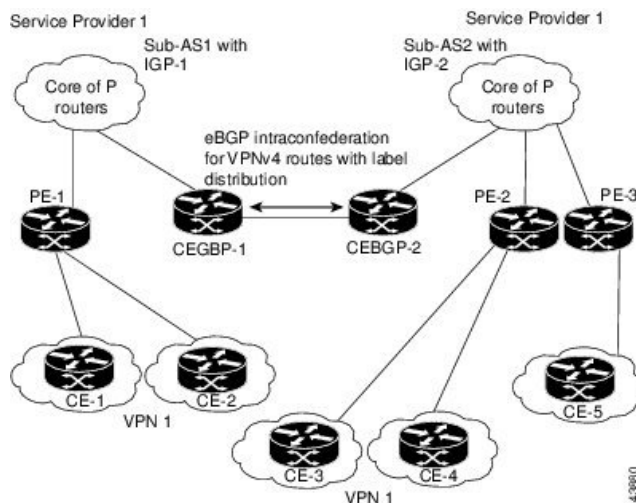 Service Provider 1
Service Provider 1
Sub-AS1 with
IGP-1
Sub-AS2 with
IGP-2
Core of P
routers
Core of P
routers
eBGP intraconfederation
for VPNv4 routes with label
distribution
PE-1
CEGBP-1
CEBGP-2
PE-2
PE-3
CE-1
CE-2
VPN 1
CE-5
CE-3
CE-4
VPN 1
43880